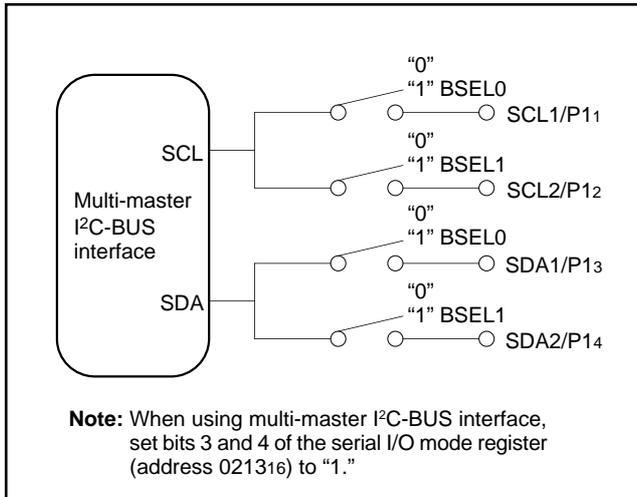 "0"
"1" BSEL0
SCL1/P11
SCL
"0"
"1" BSEL1
SCL2/P12
Multi-master
I2C-BUS
interface
"0"
"1" BSEL0
SDA1/P13
SDA
"0"
"1" BSEL1
SDA2/P14
Note: When using multi-master I2C-BUS interface,
set bits 3 and 4 of the serial I/O mode register
(address 021316) to "1."